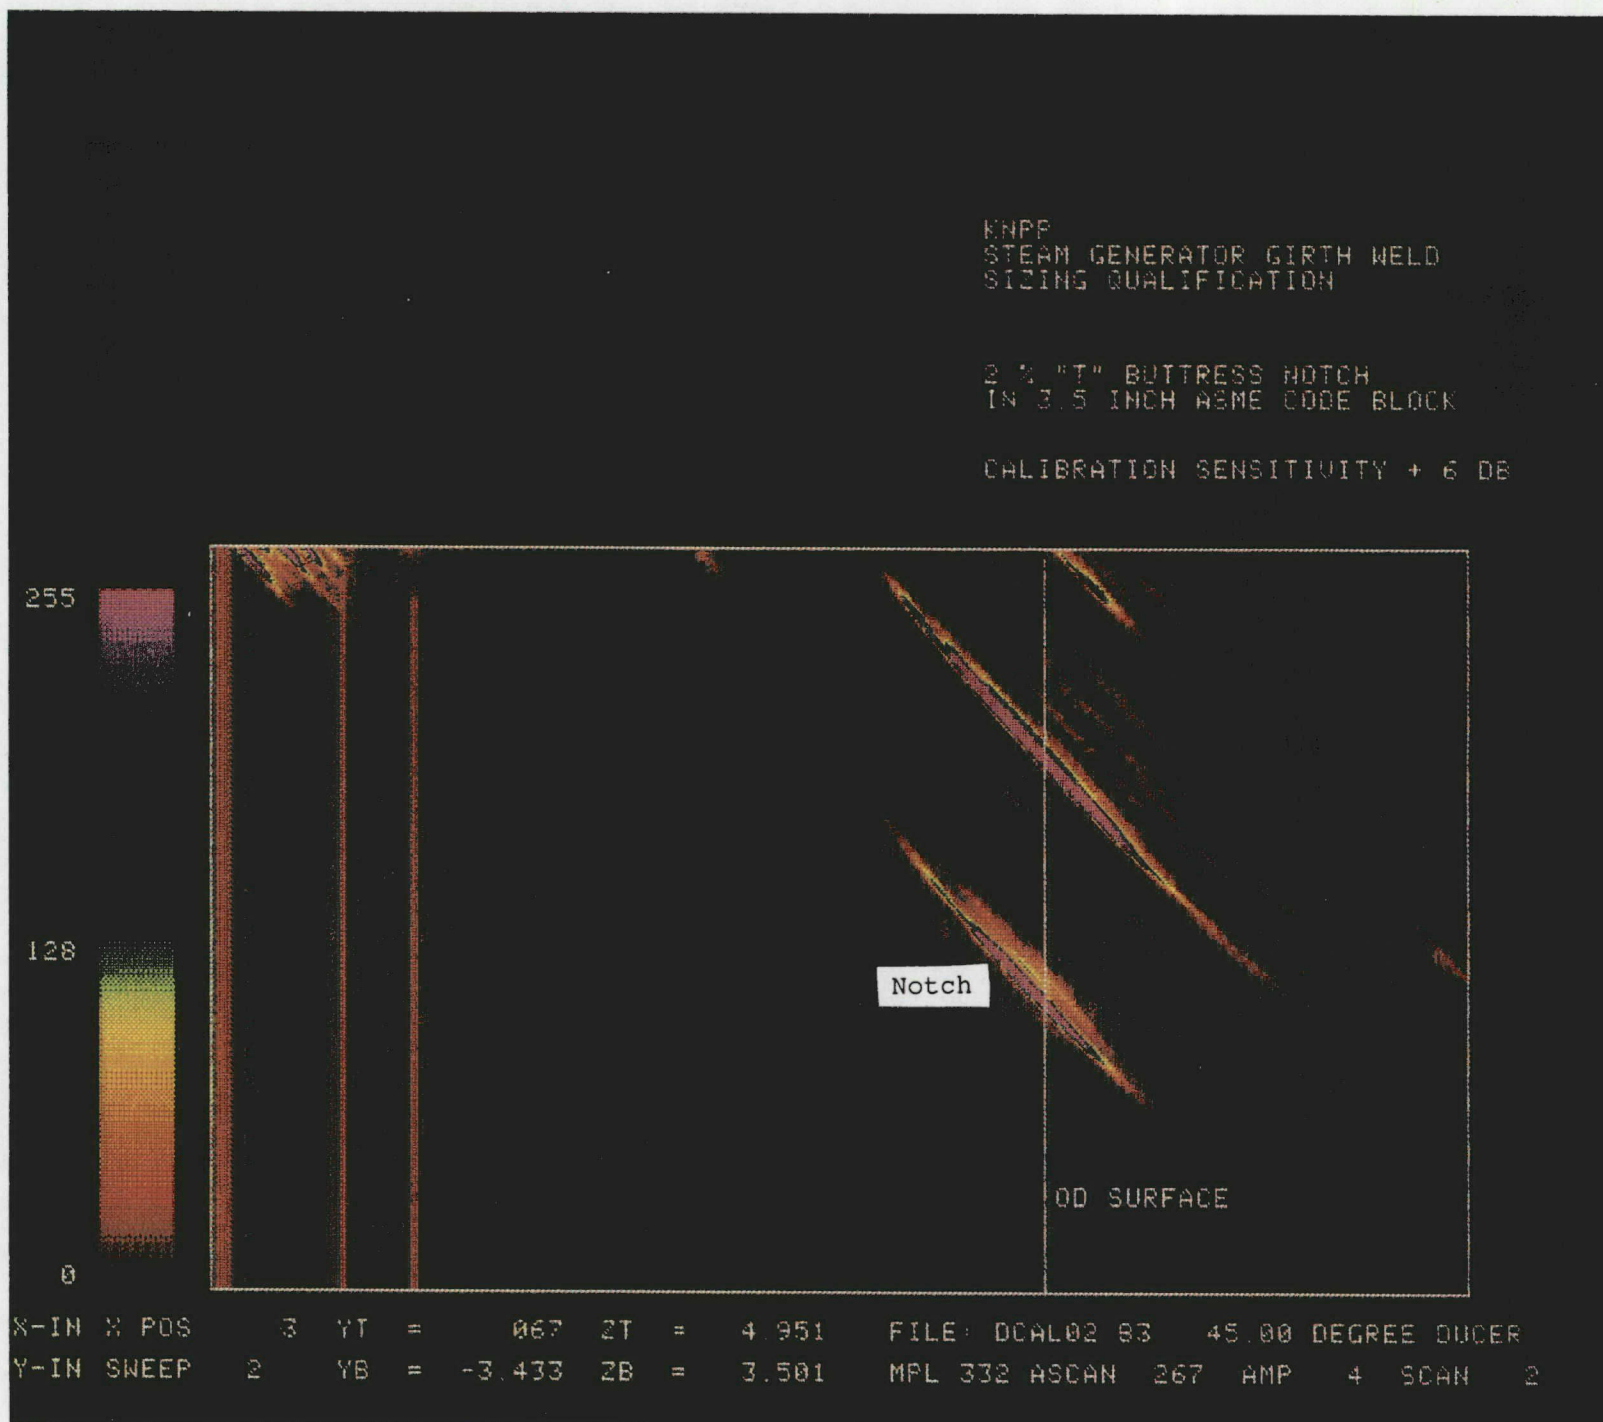 KNPP
STEAM GENERATOR GIRTH WELD
SIZING QUALIFICATION
2 % "T" BUTTRESS NOTCH
IN 3.5 INCH ASME CODE BLOCK
CALIBRATION SENSITIVITY + 6 DB
255
128
Notch
OD SURFACE
0
X-IN X POS 3 YT = 067 ZT = 4.951 FILE: DCAL02 83 45.00 DEGREE DUCER
Y-IN SWEEP 2 YB = -3.433 ZB = 3.501 MPL 332 ASCAN 267 AMP 4 SCAN 2